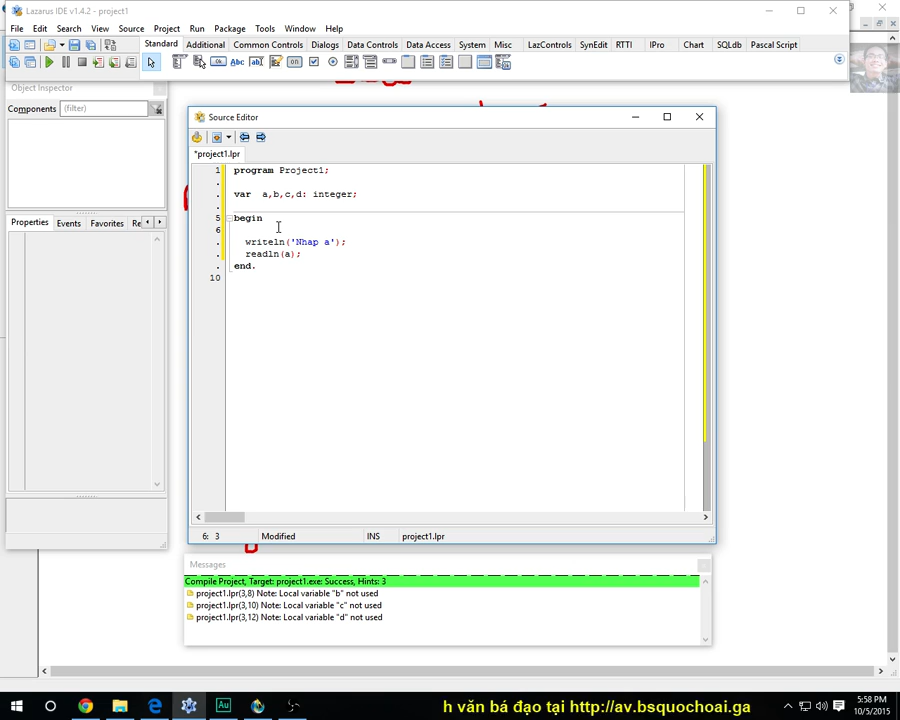 Lazarus IDE v1.4.2 - project1
File Edit Search View Source Project Run Package Tools Window Help
Standard Additional Common Controls Dialogs Data Controls Data Access System Misc LazControls SynEdit RTTI IPro Chart SQLdb Pascal Script
Object Inspector
Components (filter)
Properties Events Favorites Re
Source Editor
*project1.lpr
1 program Project1;
. var a,b,c,d: integer;
.
5 begin
6
. writeln('Nhap a');
. readln(a);
. end.
10
6: 3 Modified INS project1.lpr
Messages
Compile Project, Target: project1.exe: Success, Hints: 3
project1.lpr(3,8) Note: Local variable "b" not used
project1.lpr(3,10) Note: Local variable "c" not used
project1.lpr(3,12) Note: Local variable "d" not used
h văn bá đạo tại http://av.bsquochoai.ga
5:58 PM
10/5/2015